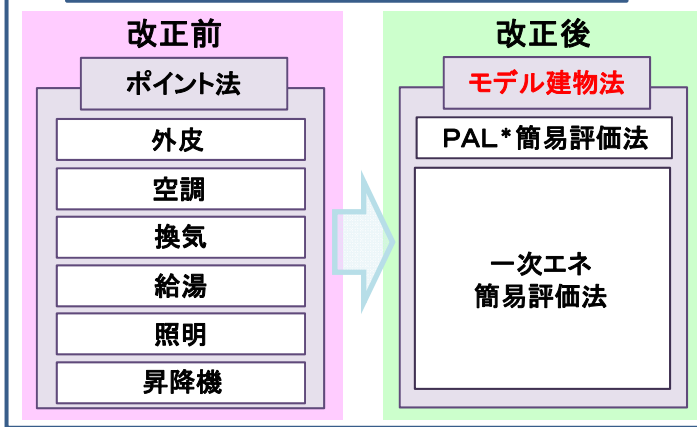 改正前
ポイント法
外皮
空調
換気
給湯
照明
昇降機
改正後
モデル建物法
PAL*簡易評価法
一次エネ
簡易評価法